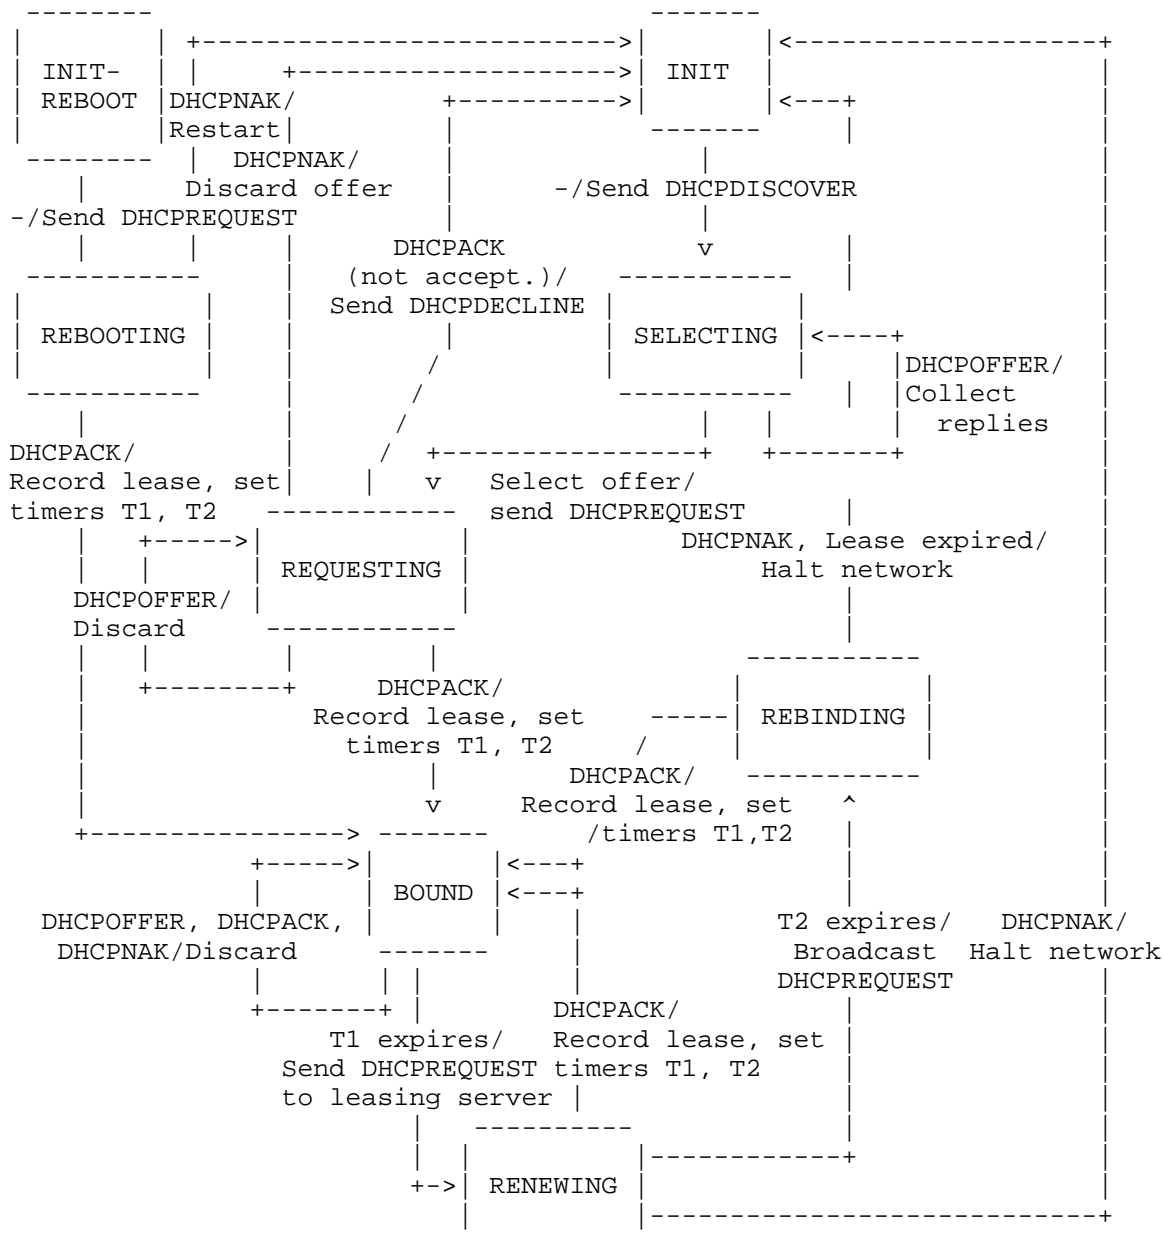 INIT-          INIT
REBOOT DHCPNAK/
Restart
DHCPNAK/
Discard offer -/Send DHCPDISCOVER
-/Send DHCPREQUEST
DHCPACK v
(not accept.)/
Send DHCPDECLINE
REBOOTING SELECTING
DHCPOFFER/
Collect
replies
DHCPACK/
Record lease, set v Select offer/
timers T1, T2 send DHCPREQUEST
DHCPNAK, Lease expired/
REQUESTING Halt network
DHCPOFFER/
Discard
DHCPACK/
Record lease, set REBINDING
timers T1, T2
DHCPACK/
v Record lease, set
/timers T1,T2
BOUND
DHCPOFFER, DHCPACK, T2 expires/ DHCPNAK/
DHCPNAK/Discard Broadcast Halt network
DHCPREQUEST
DHCPACK/
T1 expires/ Record lease, set
Send DHCPREQUEST timers T1, T2
to leasing server
RENEWING